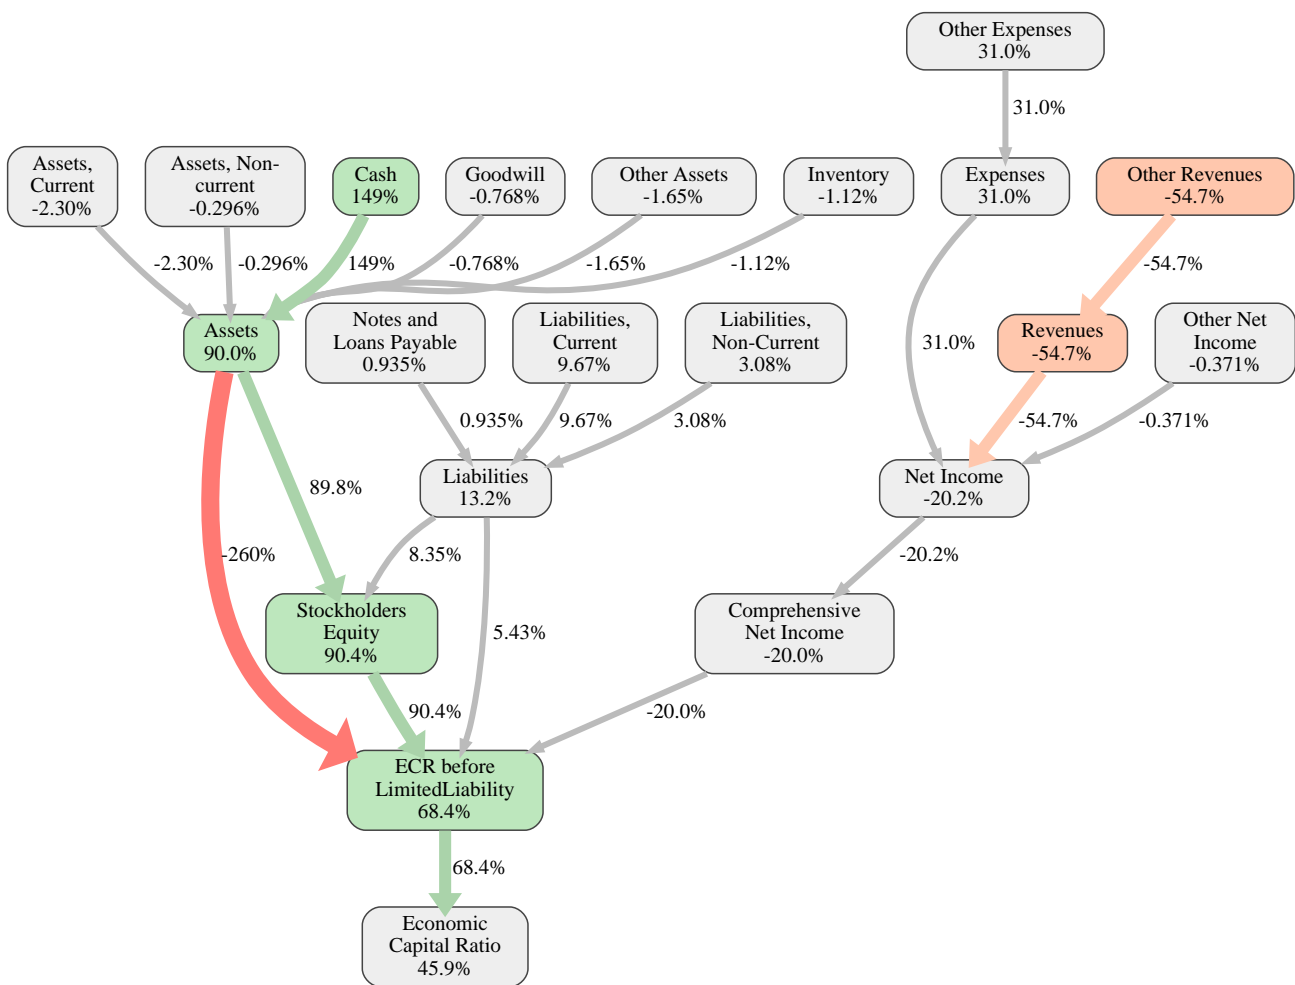 Other Expenses
31.0%
31.0%
Assets,
Current
-2.30%
Assets, Non-
current
-0.296%
Cash
149%
Goodwill
-0.768%
Other Assets
-1.65%
Inventory
-1.12%
Expenses
31.0%
Other Revenues
-54.7%
-2.30%
-0.296%
149%
-0.768%
-1.65%
-1.12%
-54.7%
Assets
90.0%
Notes and
Loans Payable
0.935%
Liabilities,
Current
9.67%
Liabilities,
Non-Current
3.08%
31.0%
Revenues
-54.7%
Other Net
Income
-0.371%
0.935%
9.67%
3.08%
-54.7%
-0.371%
89.8%
Liabilities
13.2%
Net Income
-20.2%
-260%
8.35%
-20.2%
Stockholders
Equity
90.4%
5.43%
Comprehensive
Net Income
-20.0%
90.4%
-20.0%
ECR before
LimitedLiability
68.4%
68.4%
Economic
Capital Ratio
45.9%